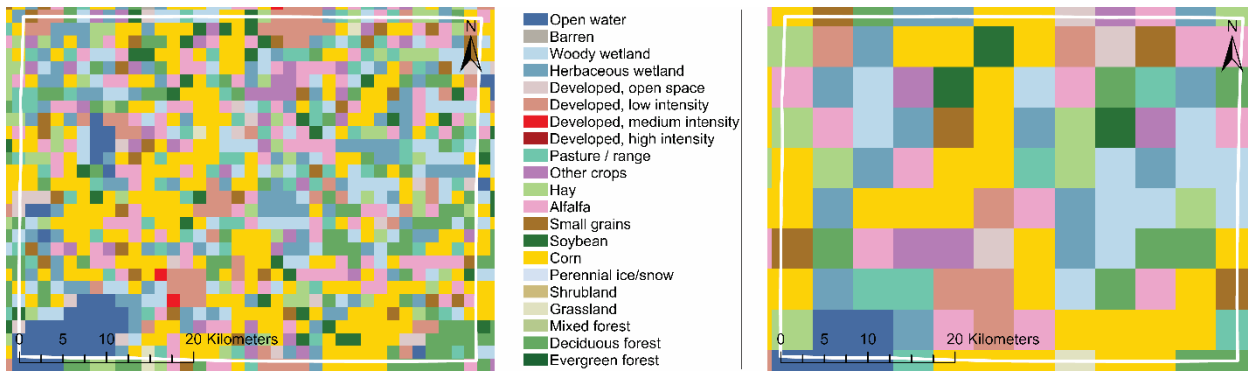 N
0 5 10 20 Kilometers
Open water
Barren
Woody wetland
Herbaceous wetland
Developed, open space
Developed, low intensity
Developed, medium intensity
Developed, high intensity
Pasture / range
Other crops
Hay
Alfalfa
Small grains
Soybean
Corn
Perennial ice/snow
Shrubland
Grassland
Mixed forest
Deciduous forest
Evergreen forest
N
0 5 10 20 Kilometers